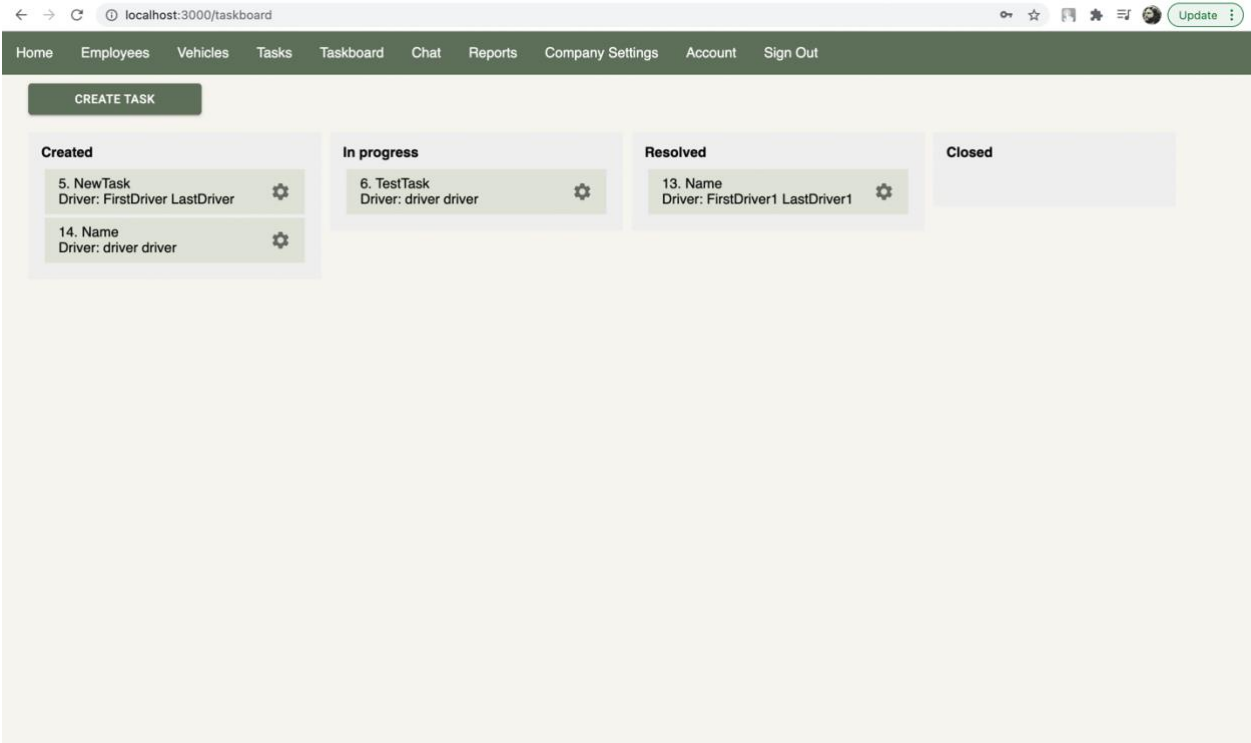 localhost:3000/taskboard
Update
Home Employees Vehicles Tasks Taskboard Chat Reports Company Settings Account Sign Out
CREATE TASK
Created
5. NewTask
Driver: FirstDriver LastDriver
14. Name
Driver: driver driver
In progress
6. TestTask
Driver: driver driver
Resolved
13. Name
Driver: FirstDriver1 LastDriver1
Closed